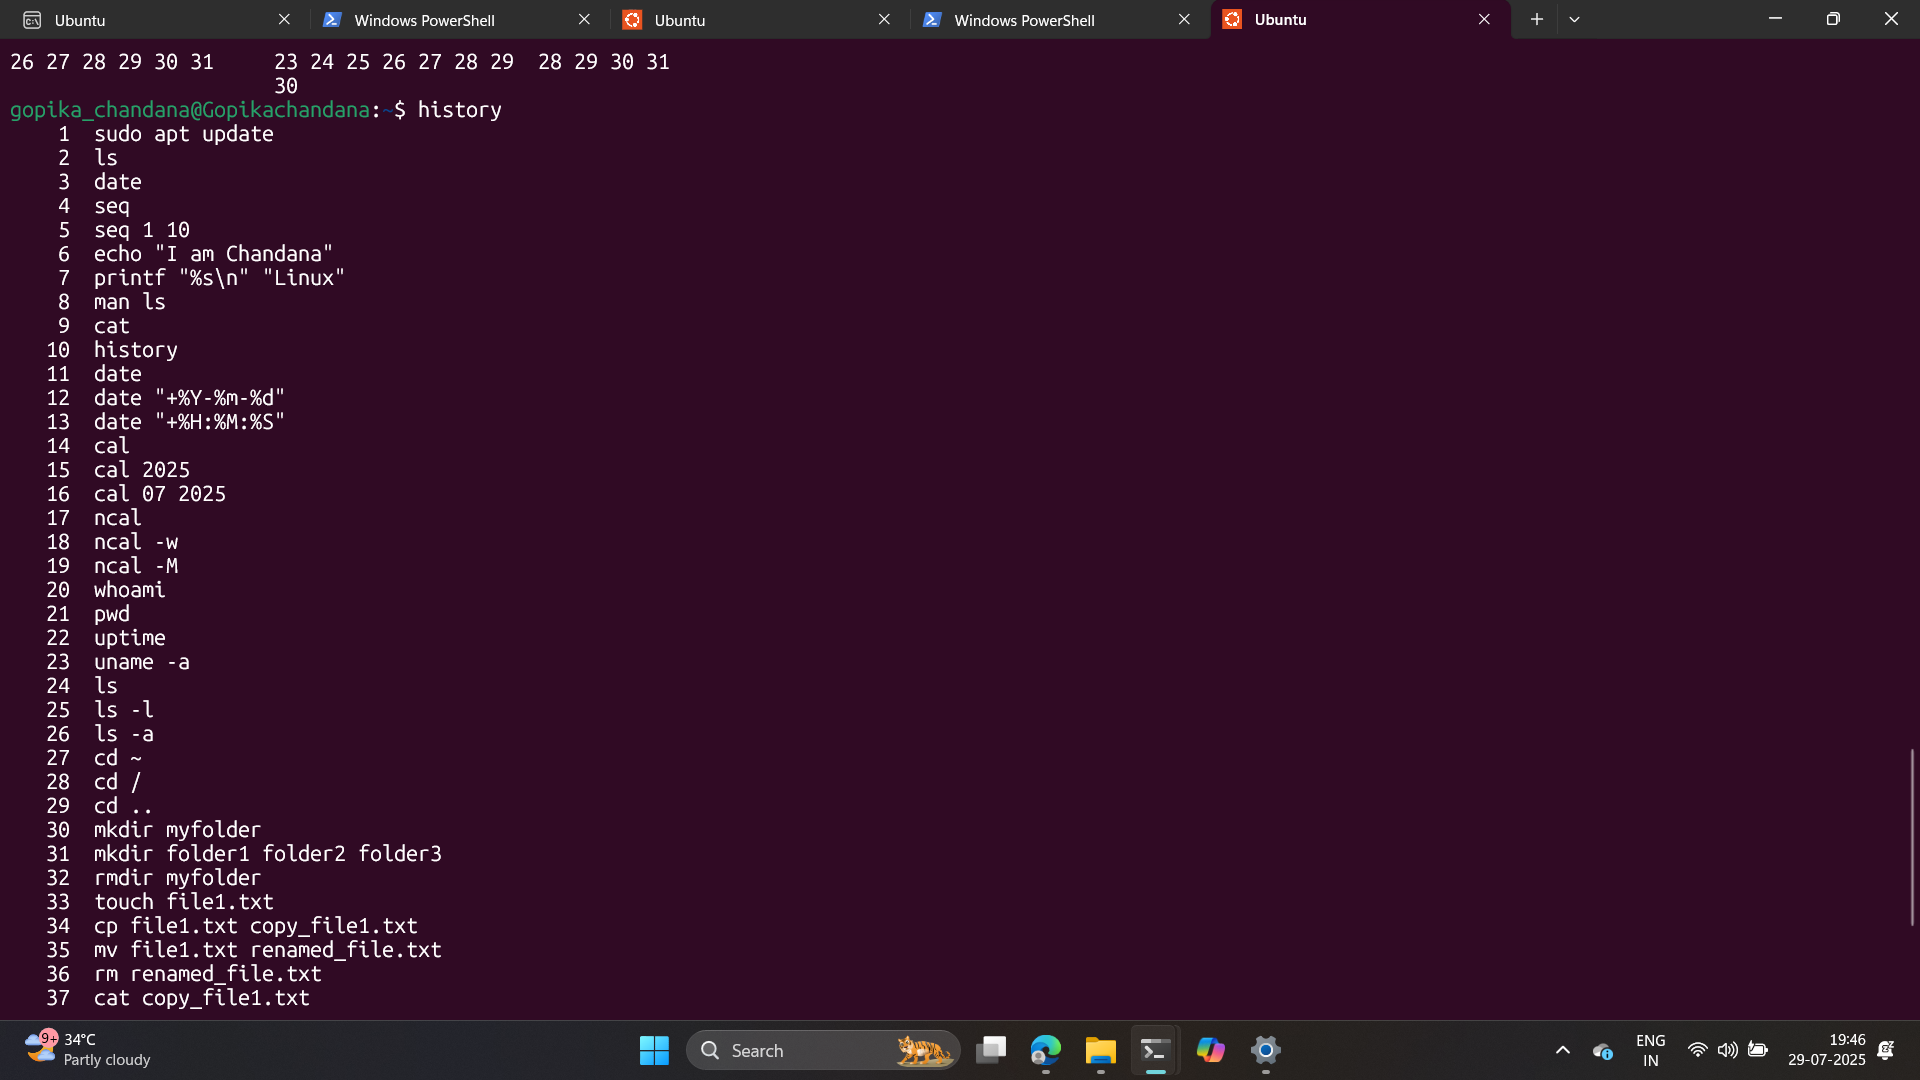 Ubuntu
Windows PowerShell
Ubuntu
Windows PowerShell
Ubuntu
26 27 28 29 30 31     23 24 25 26 27 28 29  28 29 30 31
30
gopika_chandana@Gopikachandana:~$ history
1  sudo apt update
2  ls
3  date
4  seq
5  seq 1 10
6  echo "I am Chandana"
7  printf "%s\n" "Linux"
8  man ls
9  cat
10  history
11  date
12  date "+%Y-%m-%d"
13  date "+%H:%M:%S"
14  cal
15  cal 2025
16  cal 07 2025
17  ncal
18  ncal -w
19  ncal -M
20  whoami
21  pwd
22  uptime
23  uname -a
24  ls
25  ls -l
26  ls -a
27  cd ~
28  cd /
29  cd ..
30  mkdir myfolder
31  mkdir folder1 folder2 folder3
32  rmdir myfolder
33  touch file1.txt
34  cp file1.txt copy_file1.txt
35  mv file1.txt renamed_file.txt
36  rm renamed_file.txt
37  cat copy_file1.txt
9+
34°C
Partly cloudy
Search
ENG
IN
19:46
29-07-2025